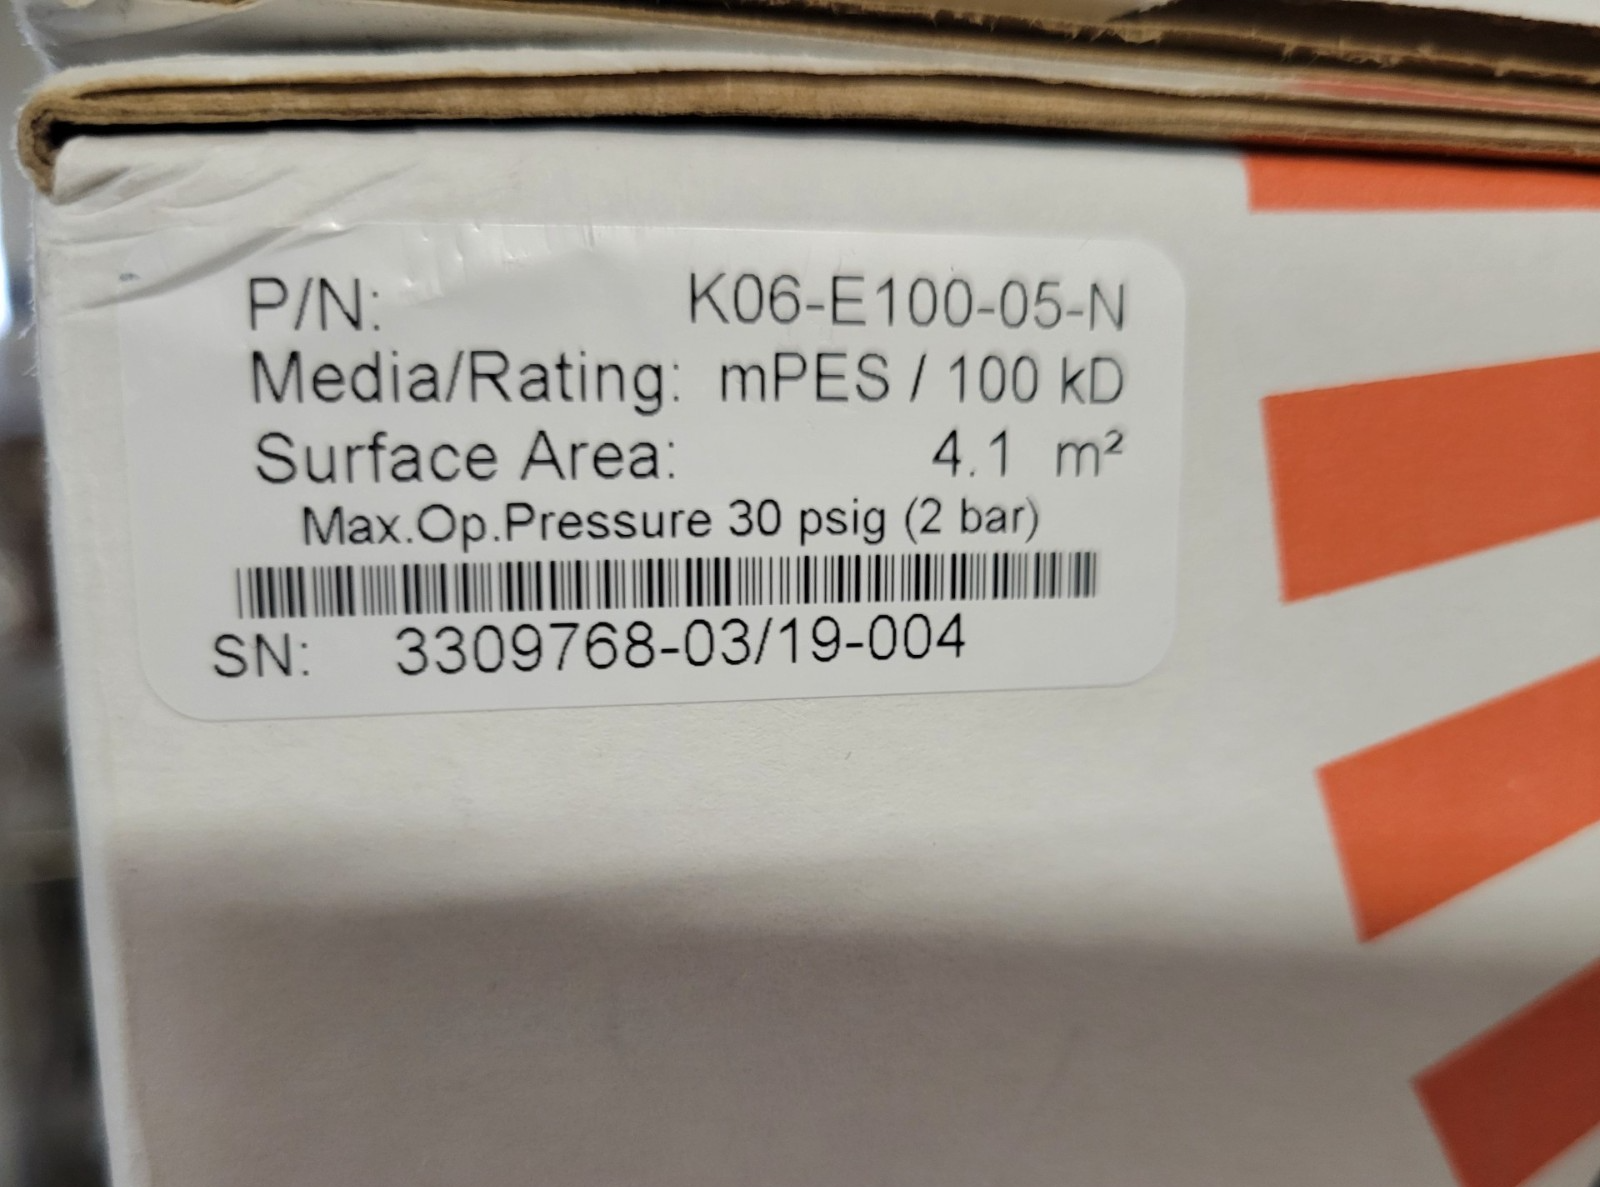 P/N: K06-E100-05-N
Media/Rating: mPES / 100 kD
Surface Area: 4.1 m²
Max.Op.Pressure 30 psig (2 bar)
SN: 3309768-03/19-004